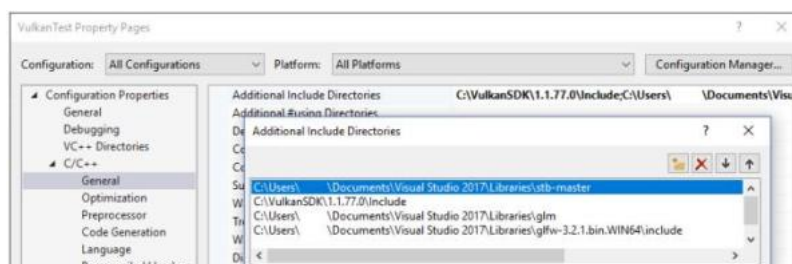 VulkanTest Property Pages ? ×
Configuration: All Configurations Platform: All Platforms Configuration Manager...
Configuration Properties
General
Debugging
VC++ Directories
C/C++
General
Optimization
Preprocessor
Code Generation
Language
Additional Include Directories C:\VulkanSDK\1.1.77.0\Include;C:\Users\ \Documents\Visu
Additional #using Directories
De
Su
W
Tr
W
Additional Include Directories ? ×
C:\Users\ \Documents\Visual Studio 2017\Libraries\stb-master
C:\VulkanSDK\1.1.77.0\Include
C:\Users\ \Documents\Visual Studio 2017\Libraries\glm
C:\Users\ \Documents\Visual Studio 2017\Libraries\glfw-3.2.1.bin.WIN64\include